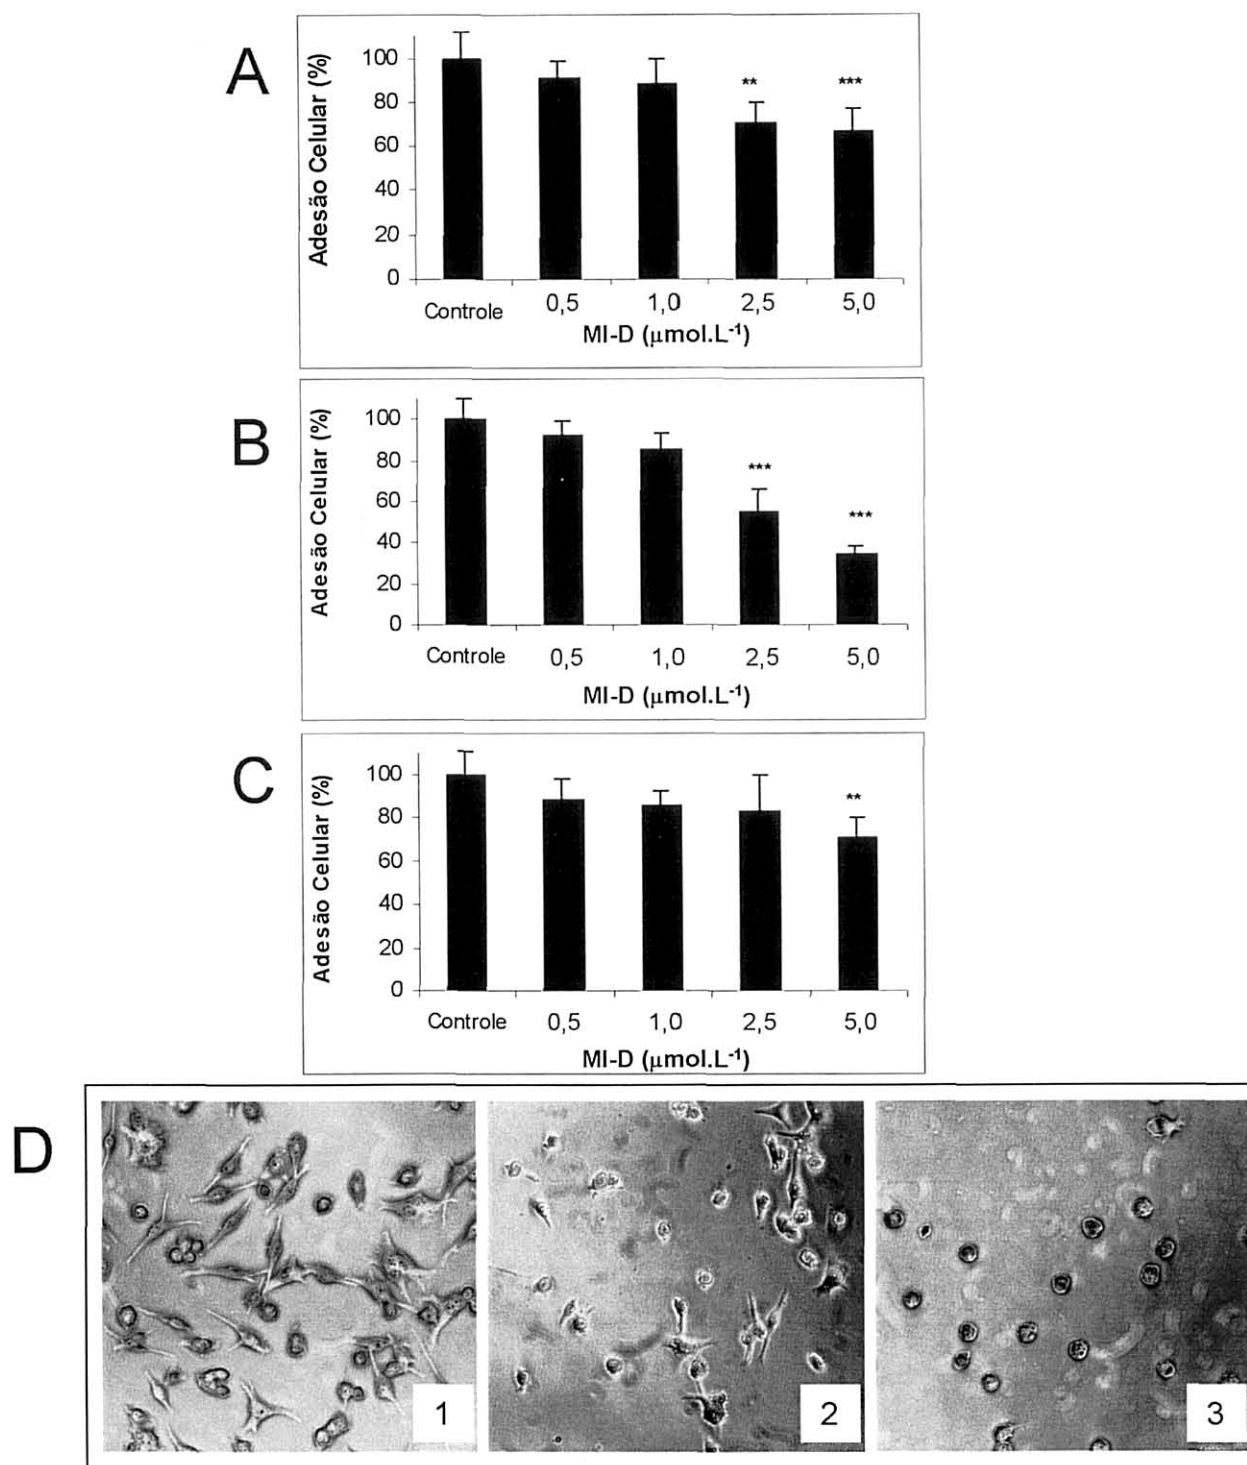 A
Adesão Celular (%)
100
80
60
40
20
0
** ***
Controle 0,5 1,0 2,5 5,0
MI-D (µmol.L-1)
B
Adesão Celular (%)
100
80
60
40
20
0
*** ***
Controle 0,5 1,0 2,5 5,0
MI-D (µmol.L-1)
C
Adesão Celular (%)
100
80
60
40
20
0
**
Controle 0,5 1,0 2,5 5,0
MI-D (µmol.L-1)
D
1 2 3